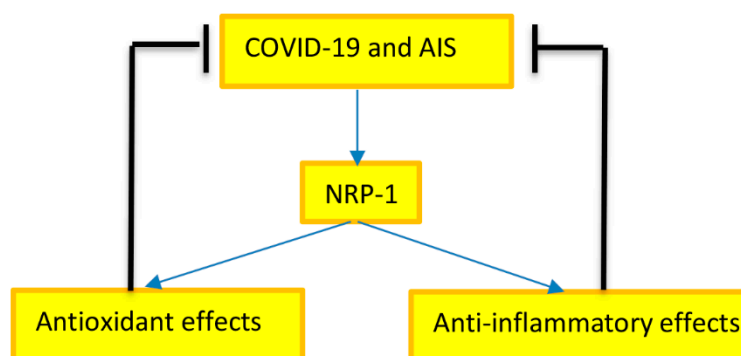 COVID-19 and AIS
NRP-1
Antioxidant effects
Anti-inflammatory effects